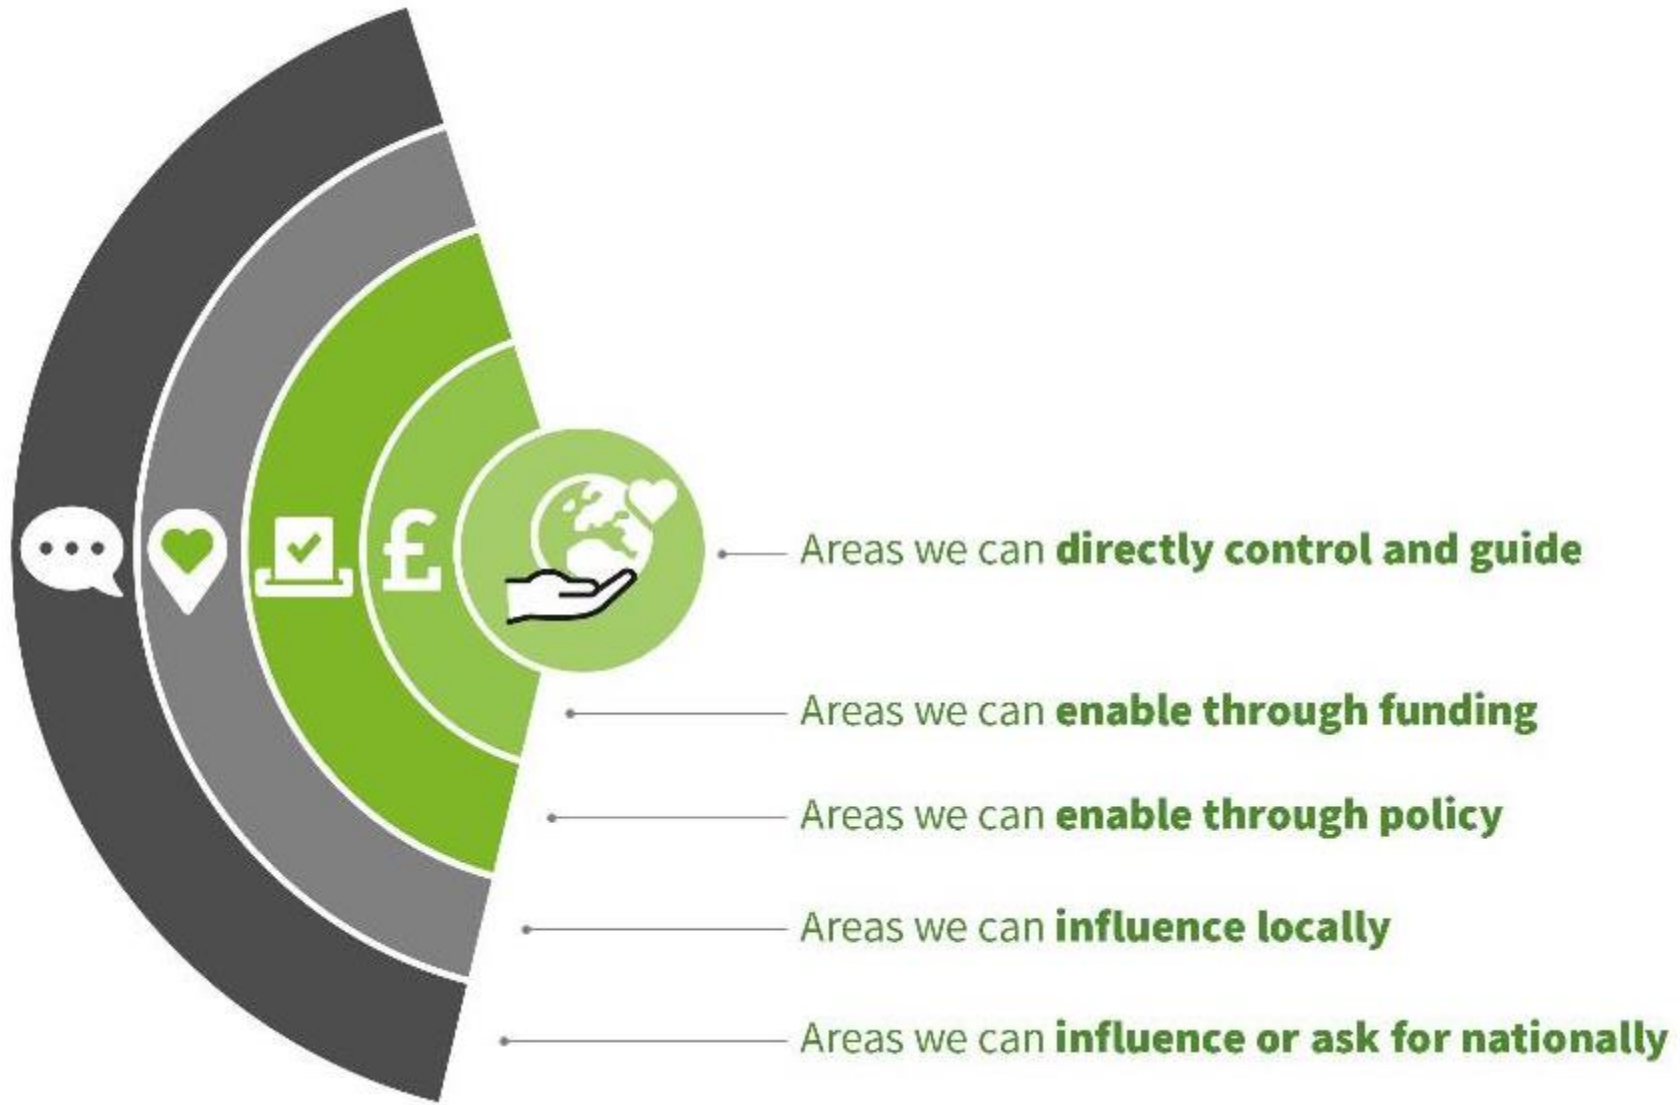 £
Areas we can directly control and guide
Areas we can enable through funding
Areas we can enable through policy
Areas we can influence locally
Areas we can influence or ask for nationally